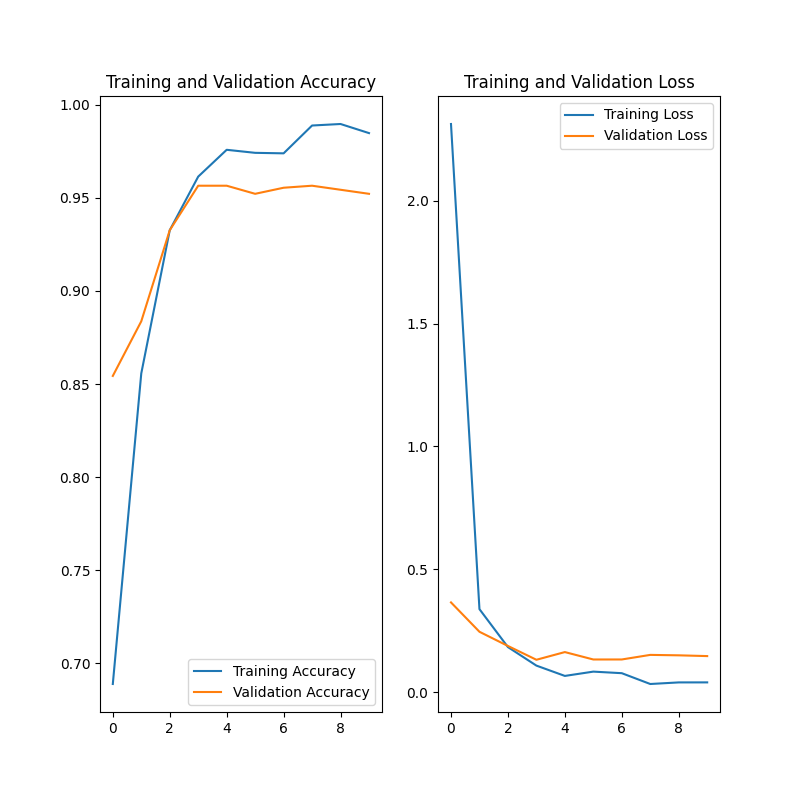 Training and Validation Accuracy
1.00
0.95
0.90
0.85
0.80
0.75
0.70
0 2 4 6 8
Training Accuracy
Validation Accuracy
Training and Validation Loss
Training Loss
Validation Loss
2.0
1.5
1.0
0.5
0.0
0 2 4 6 8